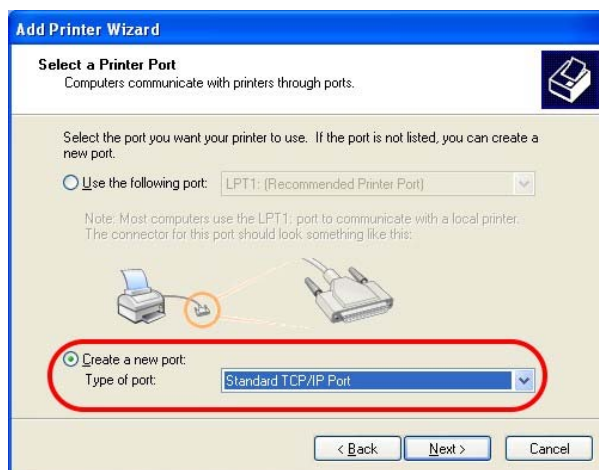 Add Printer Wizard
Select a Printer Port
Computers communicate with printers through ports.
Select the port you want your printer to use. If the port is not listed, you can create a
new port.
Use the following port: LPT1: (Recommended Printer Port)
Note: Most computers use the LPT1: port to communicate with a local printer.
The connector for this port should look something like this:
Create a new port:
Type of port: Standard TCP/IP Port
< Back Next > Cancel